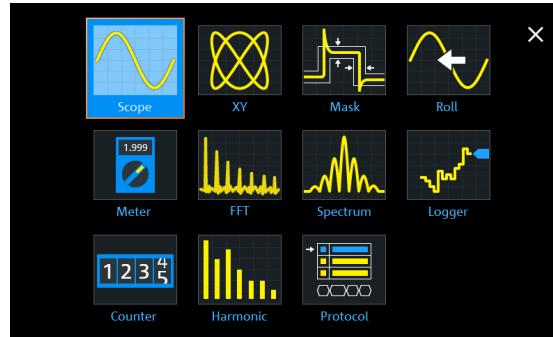 Scope
XY
Mask
Roll
1.999
Meter
FFT
Spectrum
Logger
1 2 3 4 5
Counter
Harmonic
Protocol